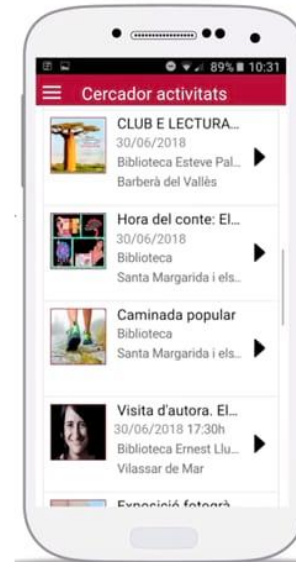 89% 10:31
Cercador activitats
CLUB E LECTURA...
30/06/2018
Biblioteca Esteve Pal...
Barberà del Vallès
Hora del conte: El...
30/06/2018
Biblioteca
Santa Margarida i els...
Caminada popular
Biblioteca
Santa Margarida i els...
Visita d'autora. El...
30/06/2018 17:30h
Biblioteca Ernest Llu...
Vilassar de Mar
Exposició fotogrà